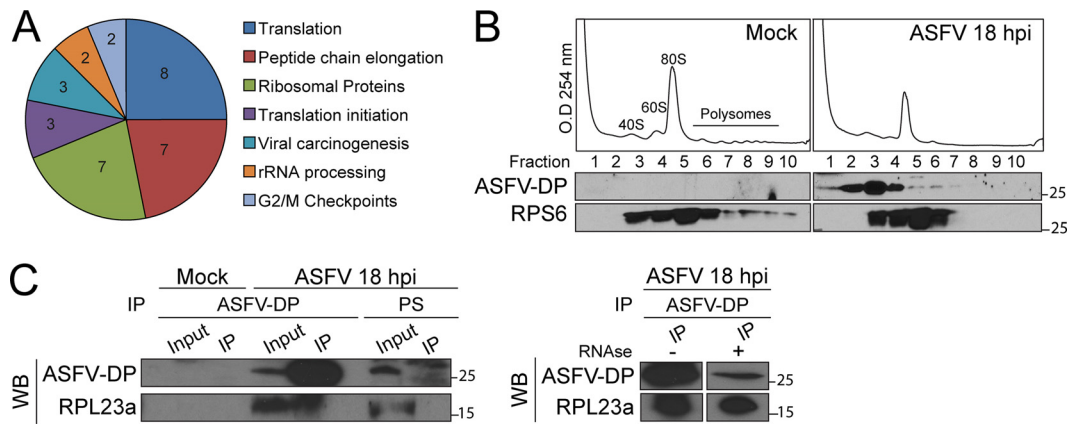 A
8
7
7
3
3
2
2
Translation
Peptide chain elongation
Ribosomal Proteins
Translation initiation
Viral carcinogenesis
rRNA processing
G2/M Checkpoints
B
O.D 254 nm
Mock
ASFV 18 hpi
40S
60S
80S
Polysomes
Fraction 1 2 3 4 5 6 7 8 9 10 1 2 3 4 5 6 7 8 9 10
ASFV-DP
-25
RPS6
-25
C
Mock ASFV 18 hpi
IP ASFV-DP PS
Input IP Input IP Input IP
WB
ASFV-DP
-25
RPL23a
-15
ASFV 18 hpi
IP ASFV-DP
IP IP
RNAse - +
WB
ASFV-DP
-25
RPL23a
-15